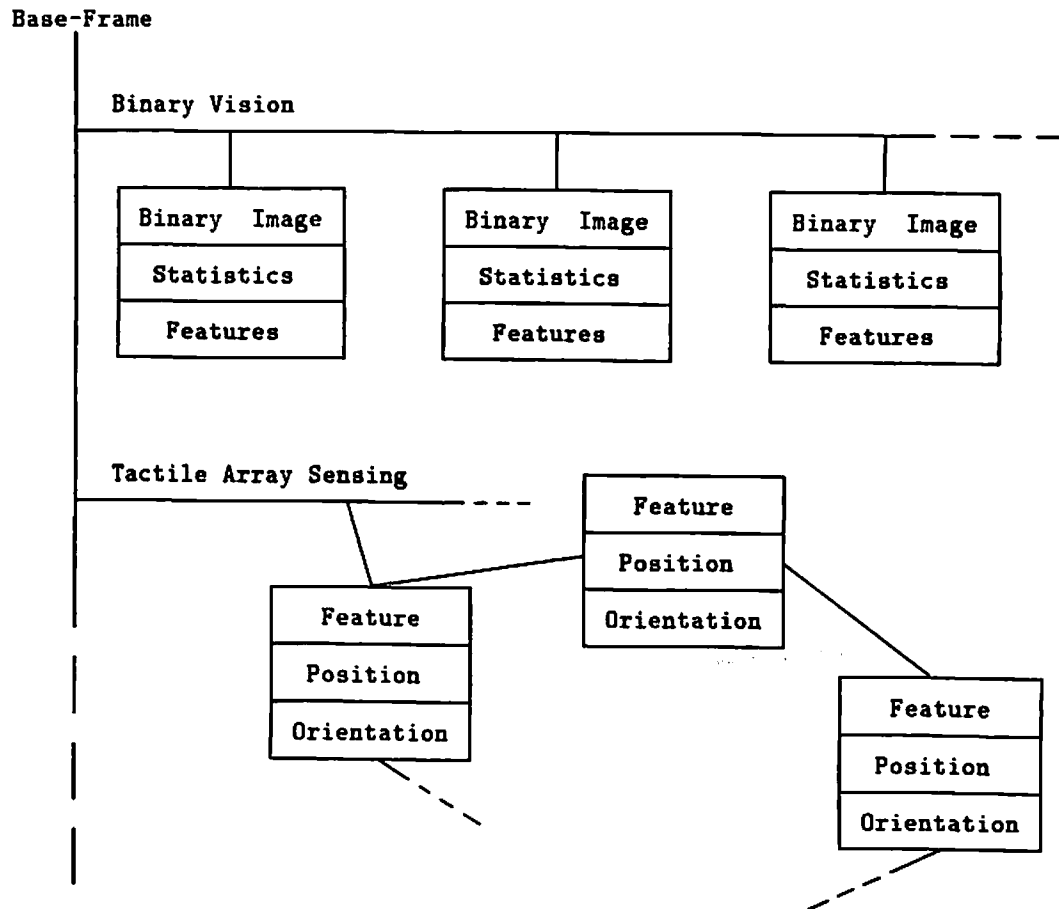 Base-Frame
Binary Vision
Binary Image
Statistics
Features
Binary Image
Statistics
Features
Binary Image
Statistics
Features
Tactile Array Sensing
Feature
Position
Orientation
Feature
Position
Orientation
Feature
Position
Orientation